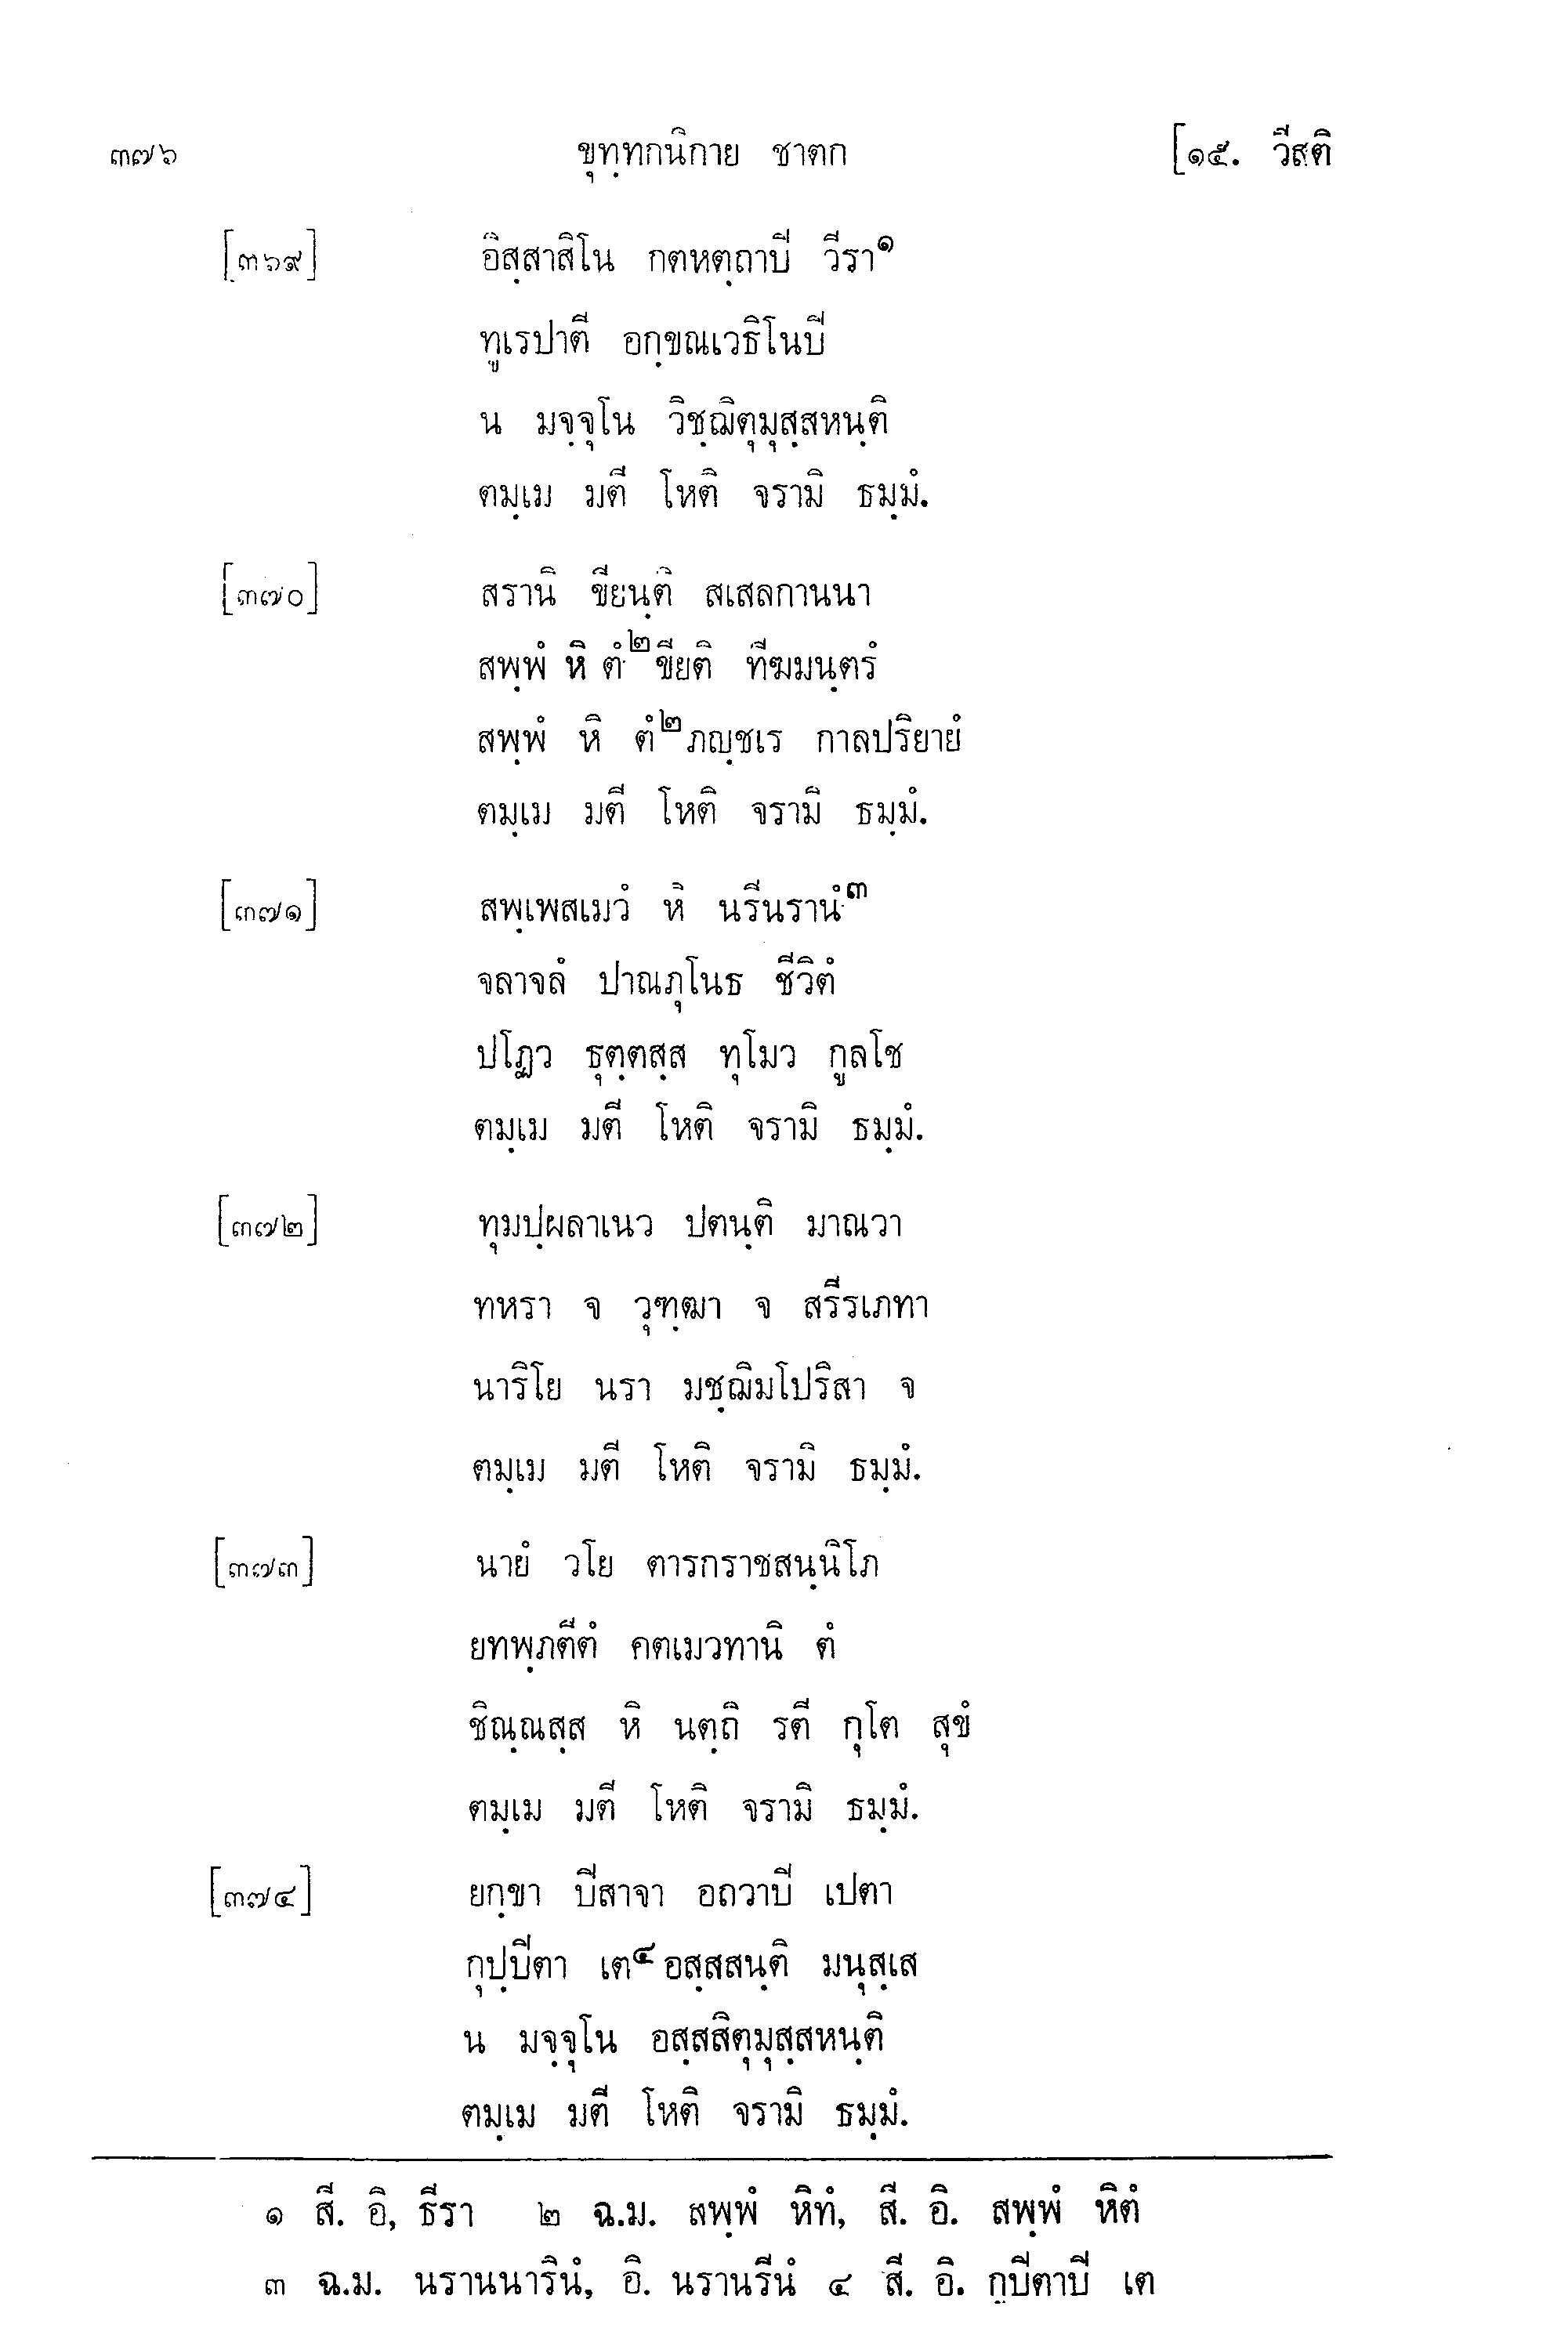 ๓๗๖ ขุทฺทกนิกาย ชาตก [๑๕. วีสติ
[๓๖๙] อิสฺสาสิโน กตหตฺถาปี วีรา๑
ทูเรปาตี อกฺขณเวธิโนปี
น มจฺจุโน วิชฺฌิตุมุสฺสหนฺติ
ตมฺเม มตี โหติ จรามิ ธมฺมํ.
[๓๗๐] สรานิ ขียนฺติ สเสลกานนา
สพฺพํ หิ ตํ๒ ขียติ ทีฆมนฺตรํ
สพฺพํ หิ ตํ๒ ภญฺชเร กาลปริยายํ
ตมฺเม มตี โหติ จรามิ ธมฺมํ.
[๓๗๑] สพฺเพสเมวํ หิ นรีนรานํ๓
จลาจลํ ปาณภุโนธ ชีวิตํ
ปโฏว ธุตฺตสฺส ทุโมว กูลโช
ตมฺเม มตี โหติ จรามิ ธมฺมํ.
[๓๗๒] ทุมปฺผลาเนว ปตนฺติ มาณวา
ทหรา จ วุฑฺฒา จ สรีรเภทา
นาริโย นรา มชฺฌิมโปริสา จ
ตมฺเม มตี โหติ จรามิ ธมฺมํ.
[๓๗๓] นายํ วโย ตารกราชสนฺนิโภ
ยทพฺภตีตํ คตเมวทานิ ตํ
ชิณฺณสฺส หิ นตฺถิ รตี กุโต สุขํ
ตมฺเม มตี โหติ จรามิ ธมฺมํ.
[๓๗๔] ยกฺขา ปิสาจา อถวาปี เปตา
กุปฺปิตา เต๔ อสฺสสนฺติ มนุสฺเส
น มจฺจุโน อสฺสสิตุมุสฺสหนฺติ
ตมฺเม มตี โหติ จรามิ ธมฺมํ.
๑ สี. อิ, ธีรา ๒ ฉ.ม. สพฺพํ หิทํ, สี. อิ. สพฺพํ หิตํ
๓ ฉ.ม. นรานนารินํ, อิ. นรานรีนํ ๔ สี. อิ. กุปิตาปี เต